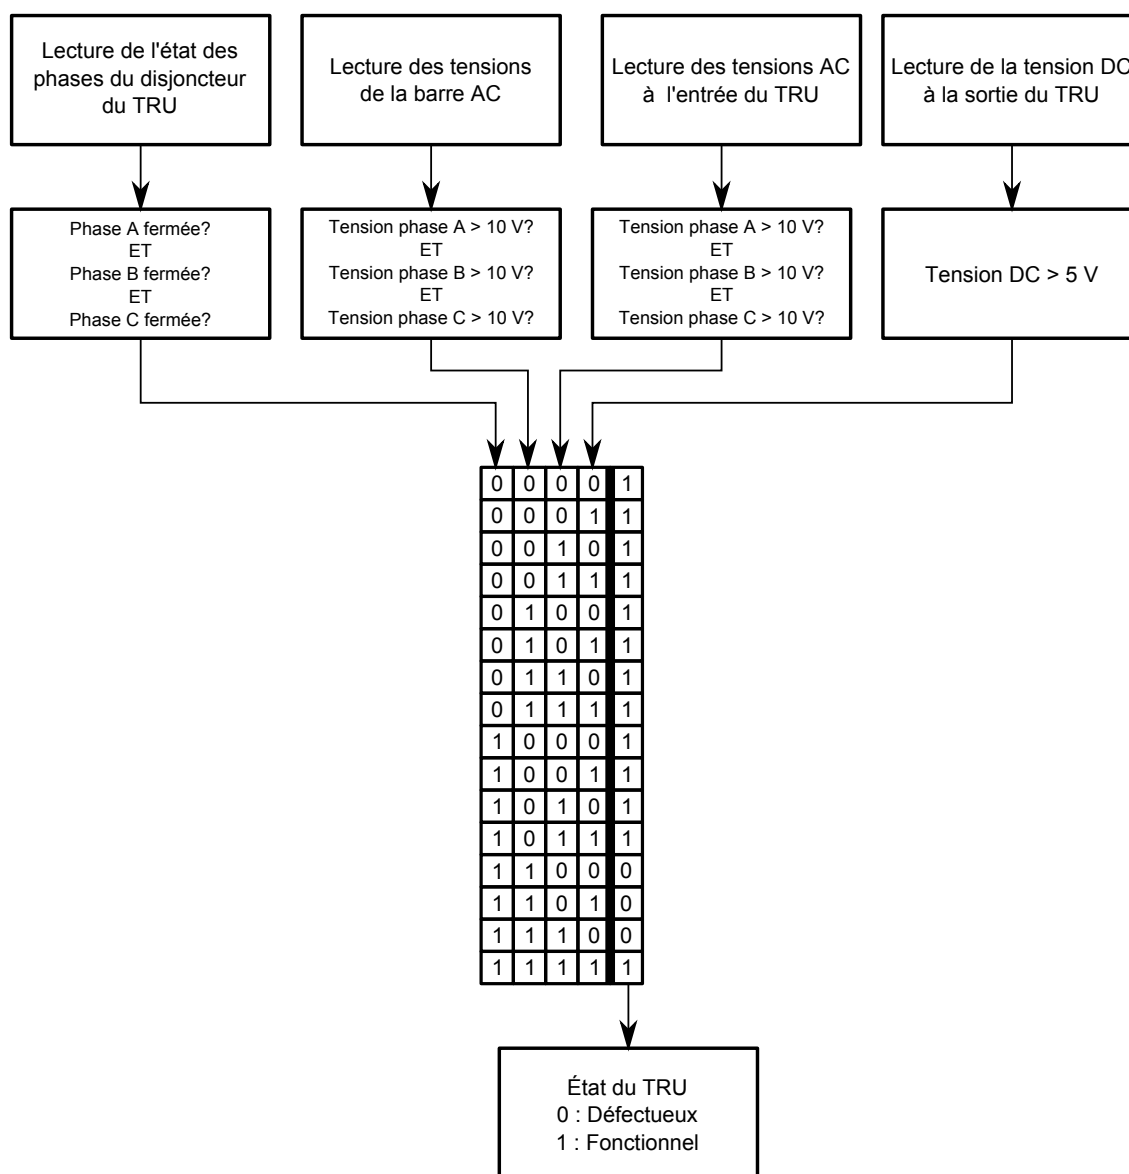 Lecture de l'état des
phases du disjoncteur
du TRU
Lecture des tensions
de la barre AC
Lecture des tensions AC
à l'entrée du TRU
Lecture de la tension DC
à la sortie du TRU
Phase A fermée?
ET
Phase B fermée?
ET
Phase C fermée?
Tension phase A > 10 V?
ET
Tension phase B > 10 V?
ET
Tension phase C > 10 V?
Tension phase A > 10 V?
ET
Tension phase B > 10 V?
ET
Tension phase C > 10 V?
Tension DC > 5 V
0 0 0 0 1
0 0 0 1 1
0 0 1 0 1
0 0 1 1 1
0 1 0 0 1
0 1 0 1 1
0 1 1 0 1
0 1 1 1 1
1 0 0 0 1
1 0 0 1 1
1 0 1 0 1
1 0 1 1 1
1 1 0 0 0
1 1 0 1 0
1 1 1 0 0
1 1 1 1 1
État du TRU
0 : Défectueux
1 : Fonctionnel